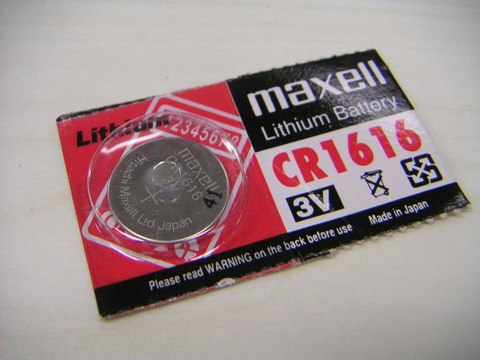 maxell
Lithium Battery
CR1616
3V
Made in Japan
Lithium
maxell
CR1616
Hitachi Maxell, Ltd. Japan
+
Please read WARNING on the back before use